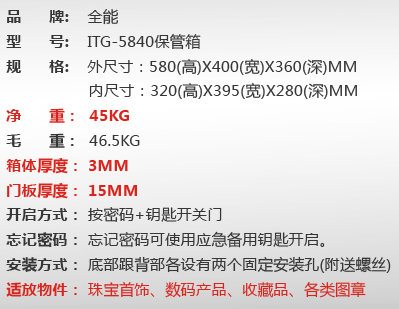 品 牌: 全能
型 号: ITG-5840保管箱
规 格: 外尺寸：580(高)X400(宽)X360(深)MM
内尺寸：320(高)X395(宽)X280(深)MM
净 重： 45KG
毛 重： 46.5KG
箱体厚度： 3MM
门板厚度： 15MM
开启方式： 按密码+钥匙开关门
忘记密码： 忘记密码可使用应急备用钥匙开启。
安装方式： 底部跟背部各设有两个固定安装孔(附送螺丝)
适放物件： 珠宝首饰、数码产品、收藏品、各类图章